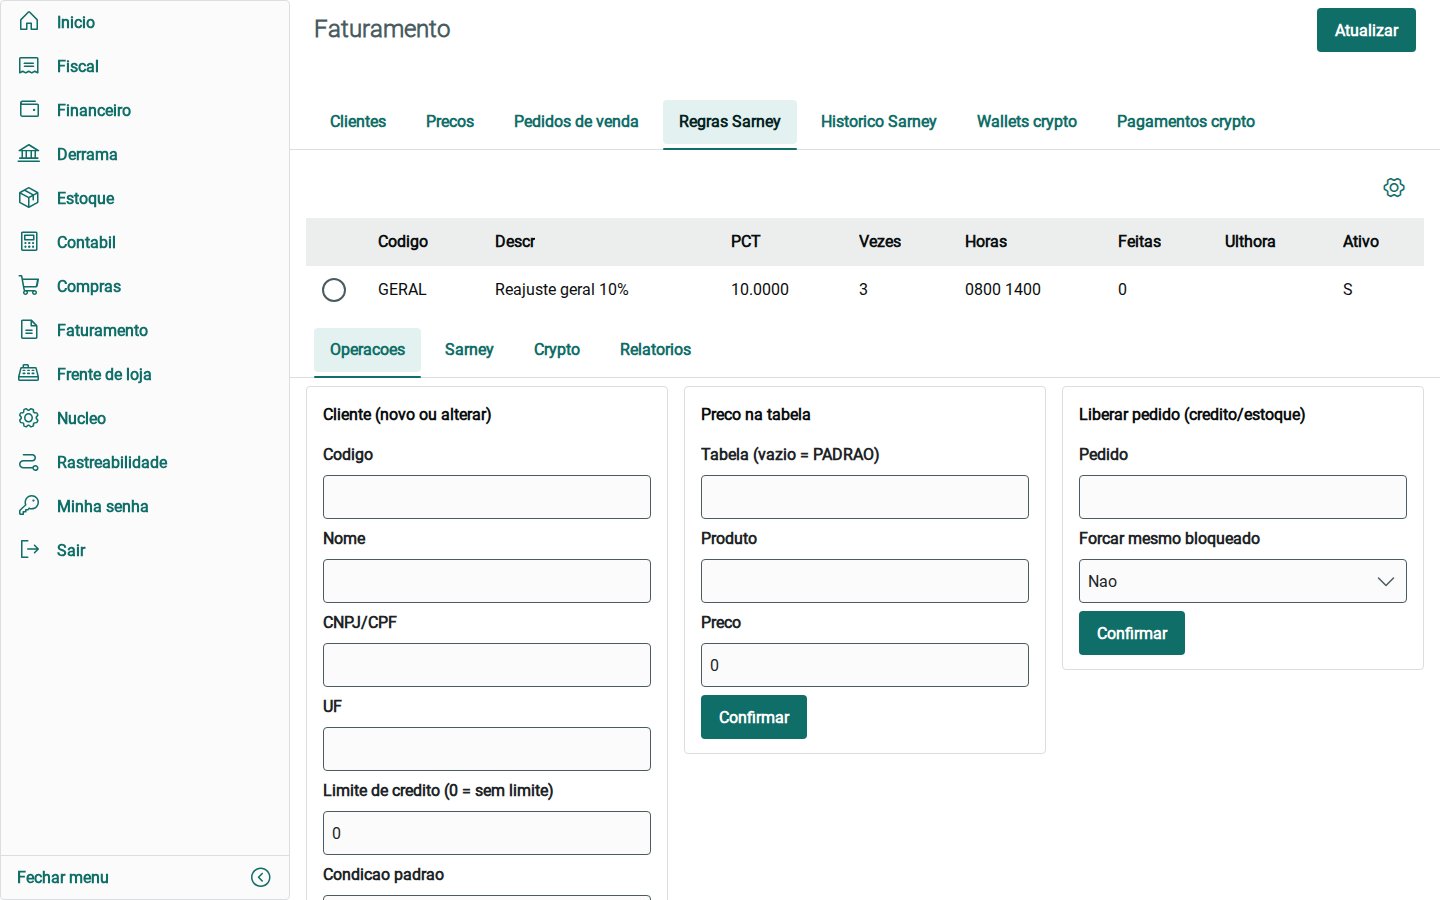 Inicio
Fiscal
Financeiro
Derrama
Estoque
Contabil
Compras
Faturamento
Frente de loja
Nucleo
Rastreabilidade
Minha senha
Sair
Fechar menu
Faturamento
Atualizar
Clientes Precos Pedidos de venda Regras Sarney Historico Sarney Wallets crypto Pagamentos crypto
Codigo Descr PCT Vezes Horas Feitas Ulthora Ativo
GERAL Reajuste geral 10% 10.0000 3 0800 1400 0 S
Operacoes Sarney Crypto Relatorios
Cliente (novo ou alterar)
Codigo
Nome
CNPJ/CPF
UF
Limite de credito (0 = sem limite)
0
Condicao padrao
Preco na tabela
Tabela (vazio = PADRAO)
Produto
Preco
0
Confirmar
Liberar pedido (credito/estoque)
Pedido
Forcar mesmo bloqueado
Nao
Confirmar